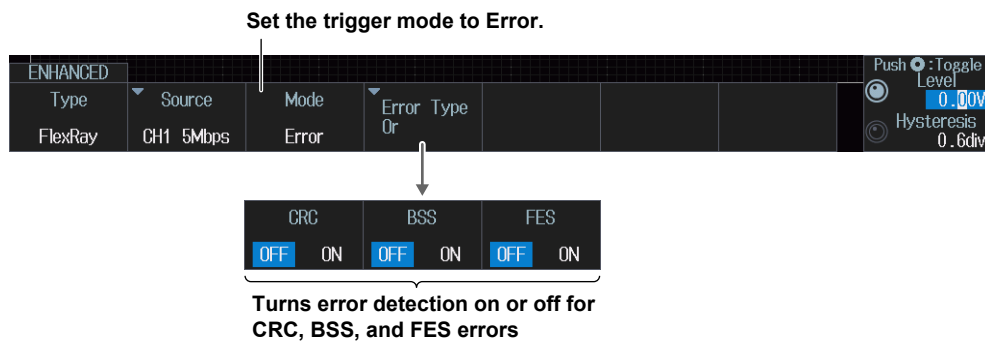 Set the trigger mode to Error.
ENHANCED
Type
FlexRay
Source
CH1 5Mbps
Mode
Error
Error Type
Or
Push :Toggle
Level
0.00V
Hysteresis
0.6div
CRC
OFF ON
BSS
OFF ON
FES
OFF ON
Turns error detection on or off for
CRC, BSS, and FES errors